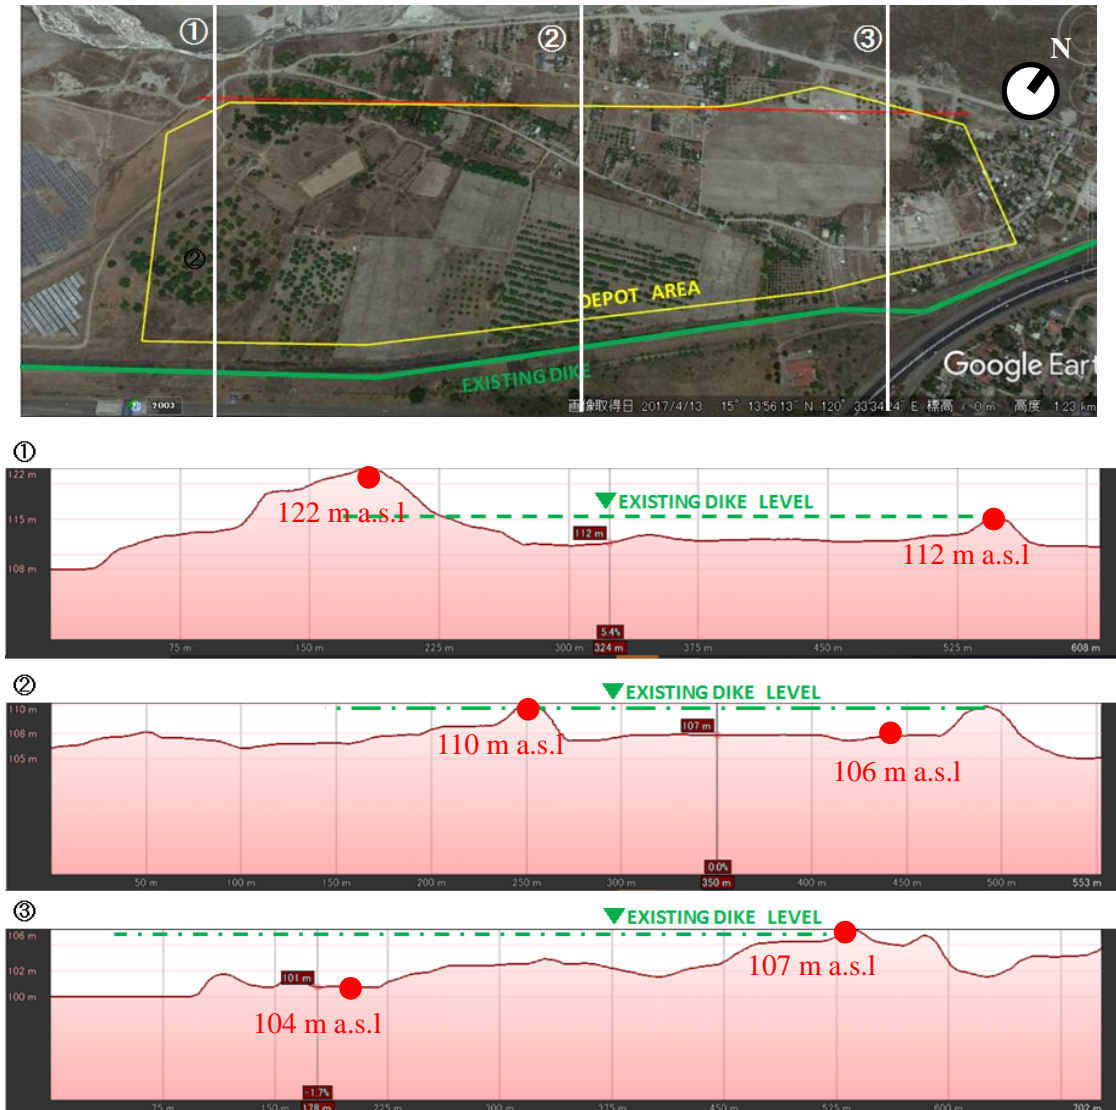 ① ② ③ N
②
DEPOT AREA
EXISTING DIKE
Google Eart
2003
画像取得日 2017/4/13 15° 13'56.13" N 120° 33'34.24" E 標高 0 m 高度 1.23 km
①
122 m
EXISTING DIKE LEVEL
122 m a.s.l
115 m
112 m
112 m a.s.l
108 m
5.4%
75 m 150 m 225 m 300 m 324 m 375 m 450 m 525 m 608 m
②
EXISTING DIKE LEVEL
110 m
107 m
108 m
110 m a.s.l
105 m
106 m a.s.l
0.0%
50 m 100 m 150 m 200 m 250 m 300 m 350 m 400 m 450 m 500 m 553 m
③
EXISTING DIKE LEVEL
106 m
107 m a.s.l
102 m
101 m
100 m
104 m a.s.l
-1.7%
75 m 150 m 178 m 225 m 300 m 375 m 450 m 525 m 600 m 702 m